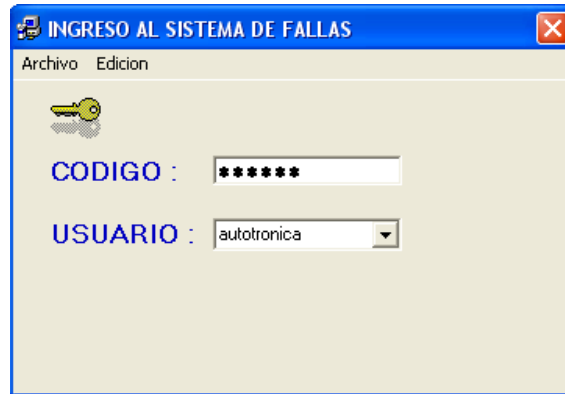 INGRESO AL SISTEMA DE FALLAS
Archivo Edicion
CODIGO : ******
USUARIO : autotronica